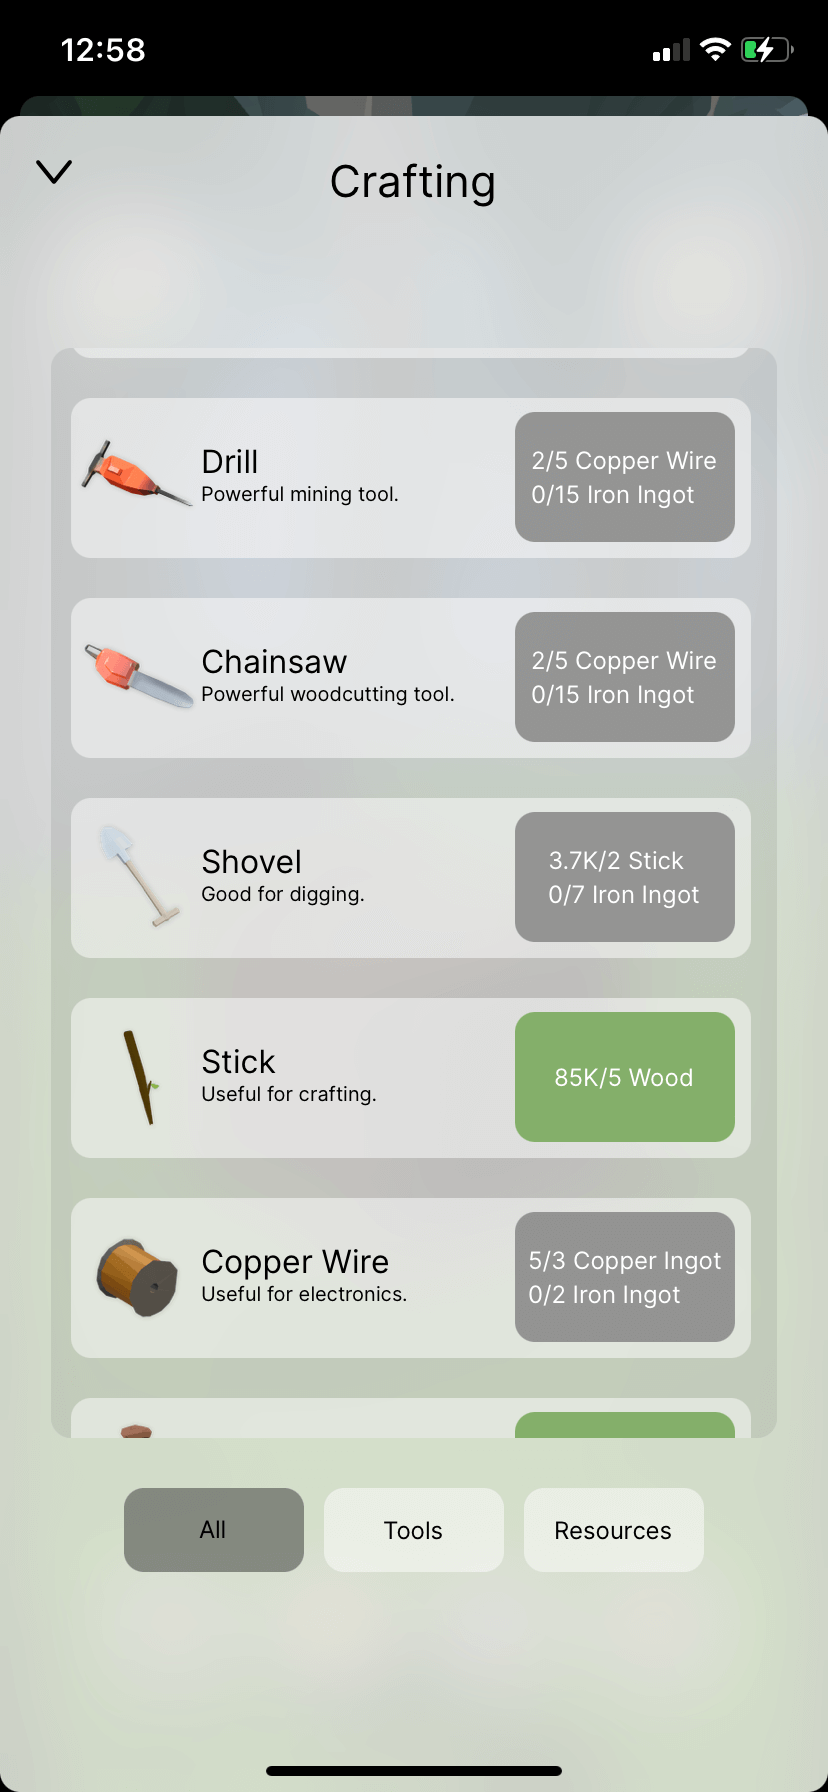 12:58
Crafting
Drill
Powerful mining tool.
2/5 Copper Wire
0/15 Iron Ingot
Chainsaw
Powerful woodcutting tool.
2/5 Copper Wire
0/15 Iron Ingot
Shovel
Good for digging.
3.7K/2 Stick
0/7 Iron Ingot
Stick
Useful for crafting.
85K/5 Wood
Copper Wire
Useful for electronics.
5/3 Copper Ingot
0/2 Iron Ingot
All
Tools
Resources